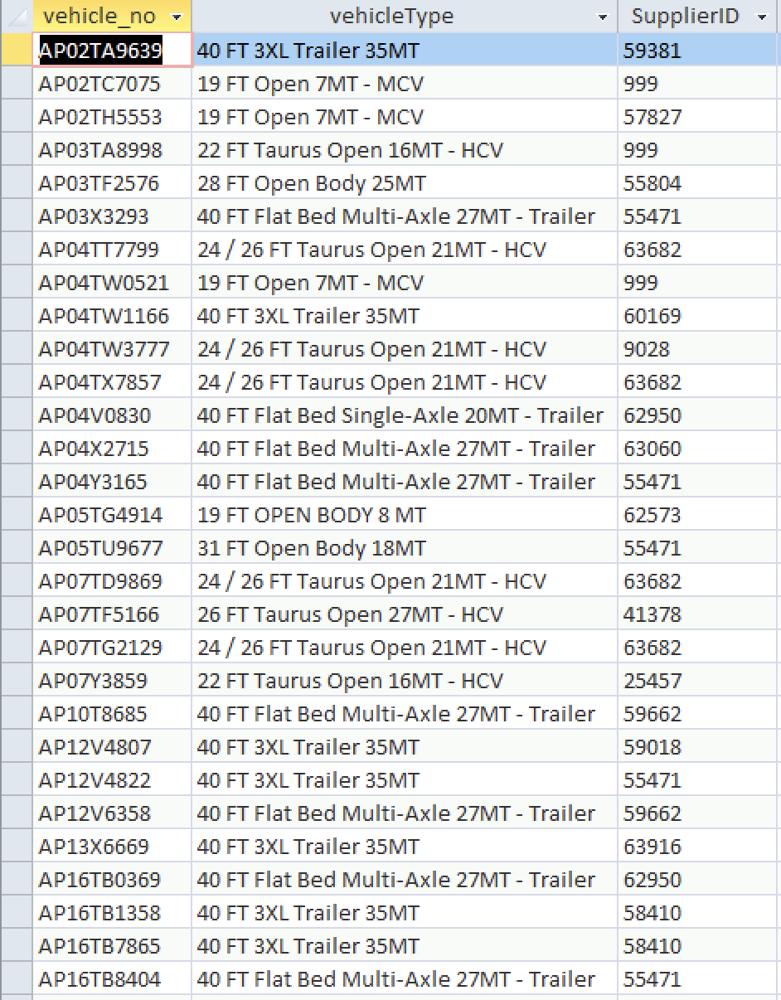 vehicle_no vehicleType SupplierID
AP02TA9639 40 FT 3XL Trailer 35MT 59381
AP02TC7075 19 FT Open 7MT - MCV 999
AP02TH5553 19 FT Open 7MT - MCV 57827
AP03TA8998 22 FT Taurus Open 16MT - HCV 999
AP03TF2576 28 FT Open Body 25MT 55804
AP03X3293 40 FT Flat Bed Multi-Axle 27MT - Trailer 55471
AP04TT7799 24 / 26 FT Taurus Open 21MT - HCV 63682
AP04TW0521 19 FT Open 7MT - MCV 999
AP04TW1166 40 FT 3XL Trailer 35MT 60169
AP04TW3777 24 / 26 FT Taurus Open 21MT - HCV 9028
AP04TX7857 24 / 26 FT Taurus Open 21MT - HCV 63682
AP04V0830 40 FT Flat Bed Single-Axle 20MT - Trailer 62950
AP04X2715 40 FT Flat Bed Multi-Axle 27MT - Trailer 63060
AP04Y3165 40 FT Flat Bed Multi-Axle 27MT - Trailer 55471
AP05TG4914 19 FT OPEN BODY 8 MT 62573
AP05TU9677 31 FT Open Body 18MT 55471
AP07TD9869 24 / 26 FT Taurus Open 21MT - HCV 63682
AP07TF5166 26 FT Taurus Open 27MT - HCV 41378
AP07TG2129 24 / 26 FT Taurus Open 21MT - HCV 63682
AP07Y3859 22 FT Taurus Open 16MT - HCV 25457
AP10T8685 40 FT Flat Bed Multi-Axle 27MT - Trailer 59662
AP12V4807 40 FT 3XL Trailer 35MT 59018
AP12V4822 40 FT 3XL Trailer 35MT 55471
AP12V6358 40 FT Flat Bed Multi-Axle 27MT - Trailer 59662
AP13X6669 40 FT 3XL Trailer 35MT 63916
AP16TB0369 40 FT Flat Bed Multi-Axle 27MT - Trailer 62950
AP16TB1358 40 FT 3XL Trailer 35MT 58410
AP16TB7865 40 FT 3XL Trailer 35MT 58410
AP16TB8404 40 FT Flat Bed Multi-Axle 27MT - Trailer 55471